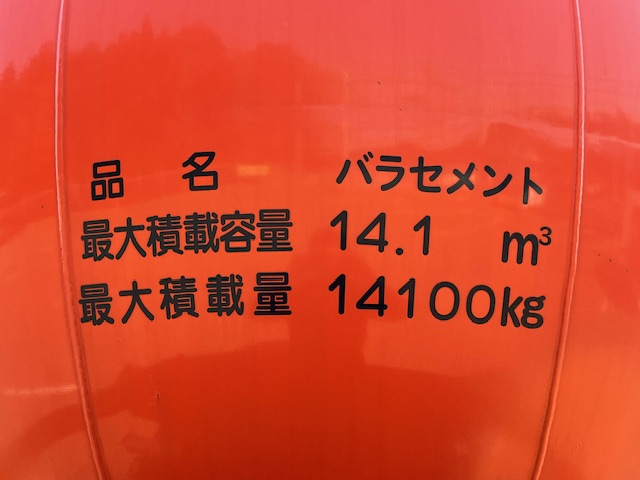 品名 バラセメント
最大積載容量 14.1 m³
最大積載量 14100kg